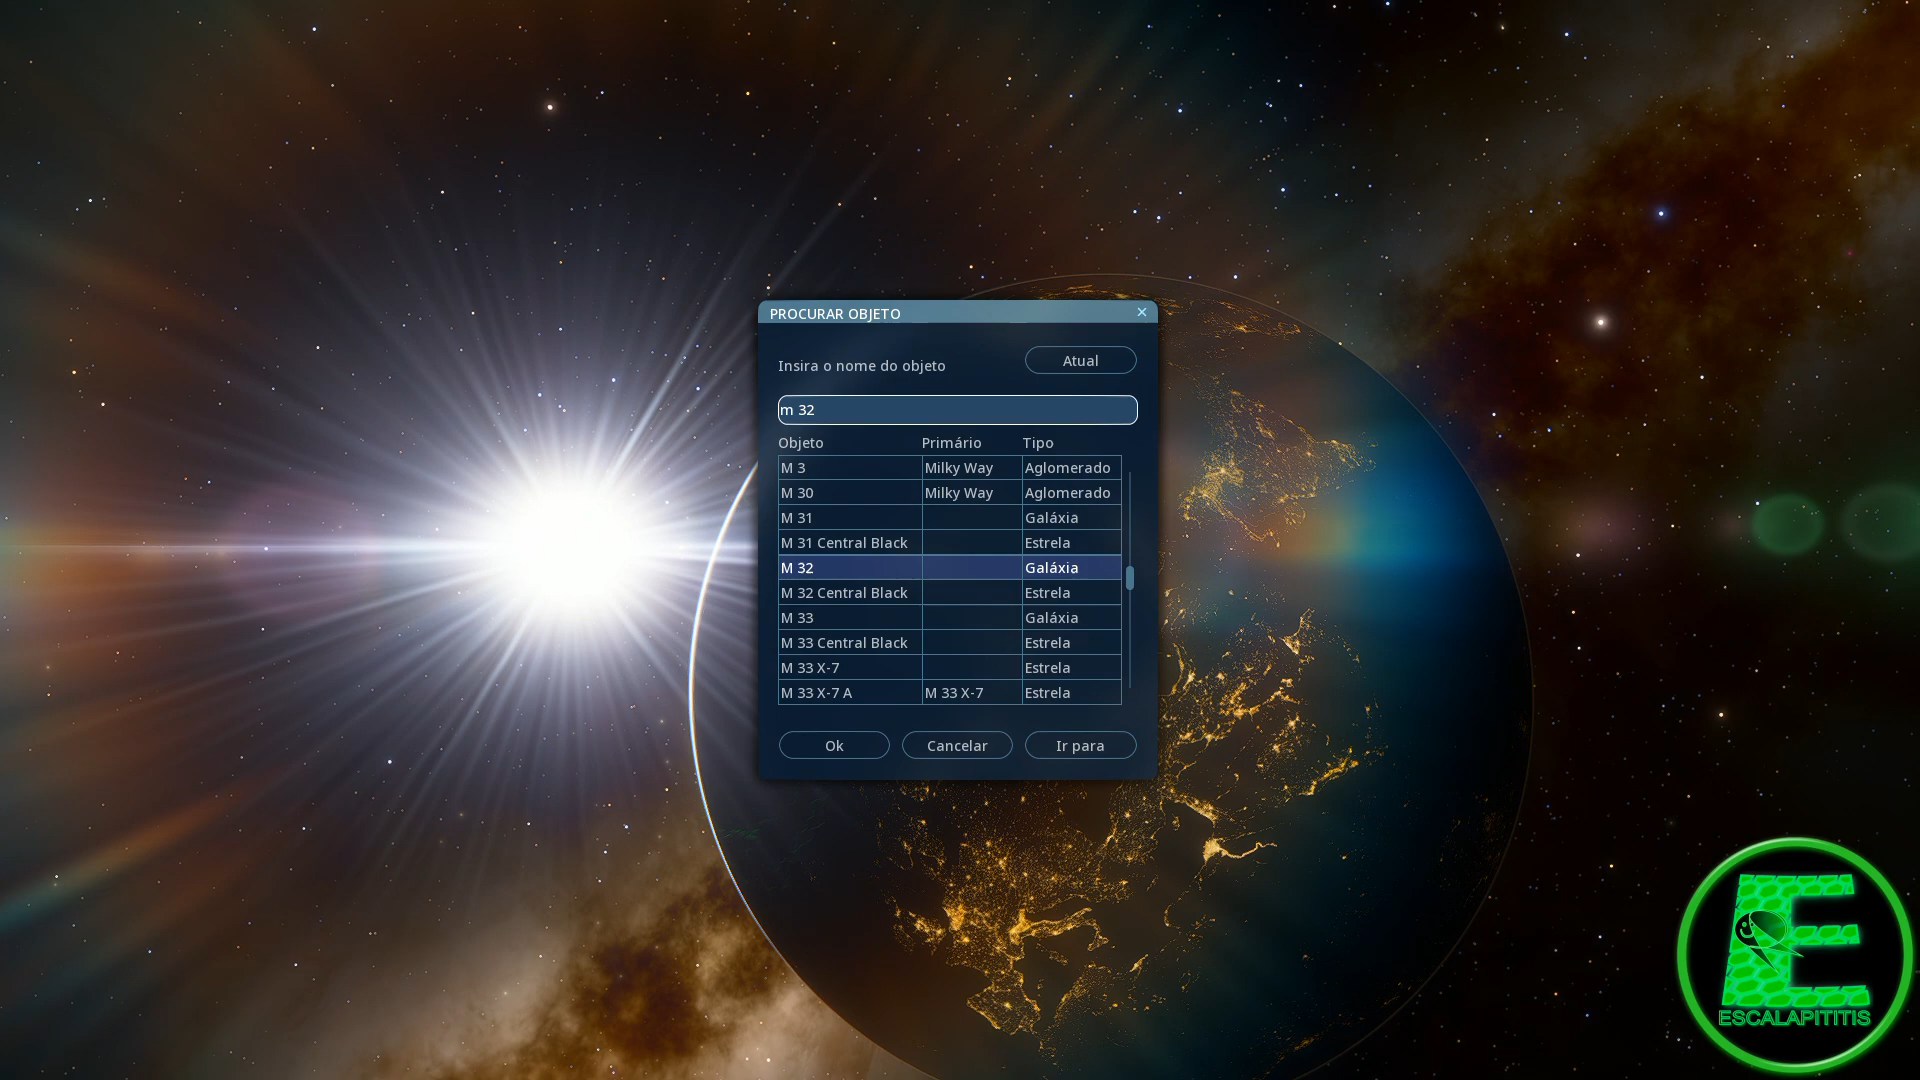 PROCURAR OBJETO
Insira o nome do objeto
Atual
m 32
Objeto Primário Tipo
M 3 Milky Way Aglomerado
M 30 Milky Way Aglomerado
M 31 Galáxia
M 31 Central Black Estrela
M 32 Galáxia
M 32 Central Black Estrela
M 33 Galáxia
M 33 Central Black Estrela
M 33 X-7 Estrela
M 33 X-7 A M 33 X-7 Estrela
Ok Cancelar Ir para
E
ESCALAPITITIS